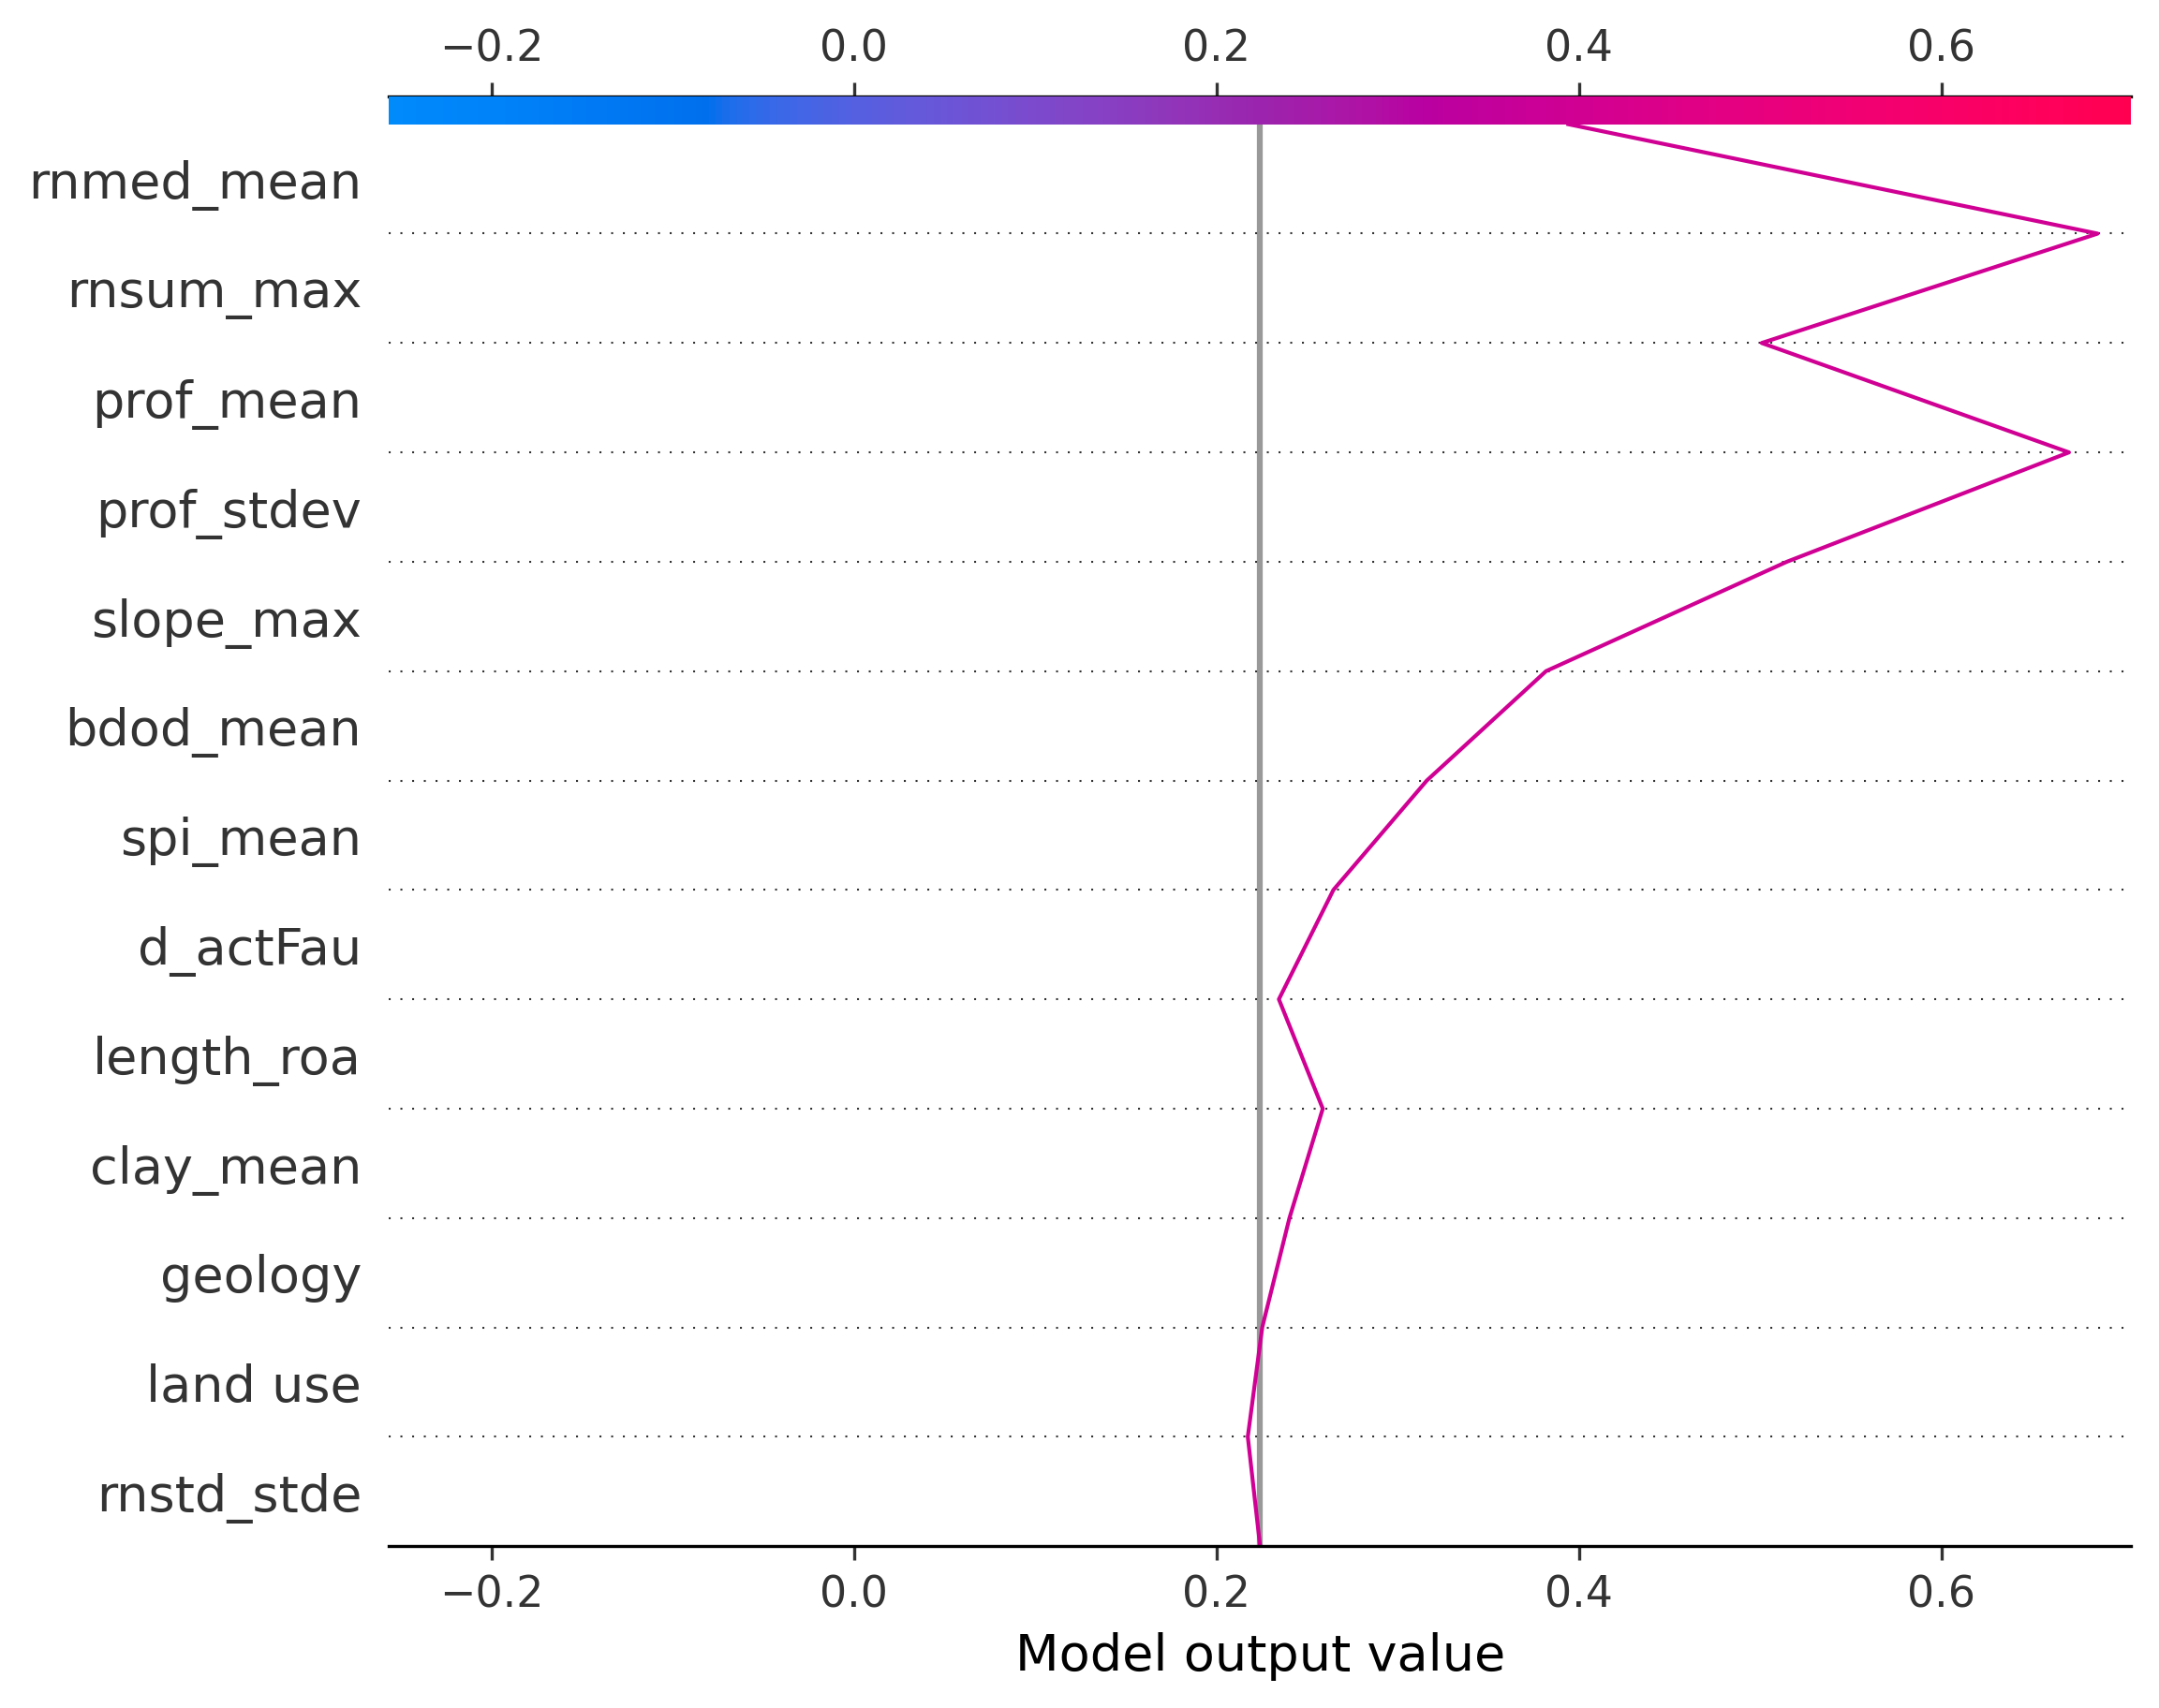 −0.2 0.0 0.2 0.4 0.6
rnmed_mean
rnsum_max
prof_mean
prof_stdev
slope_max
bdod_mean
spi_mean
d_actFau
length_roa
clay_mean
geology
land use
rnstd_stde
−0.2 0.0 0.2 0.4 0.6
Model output value